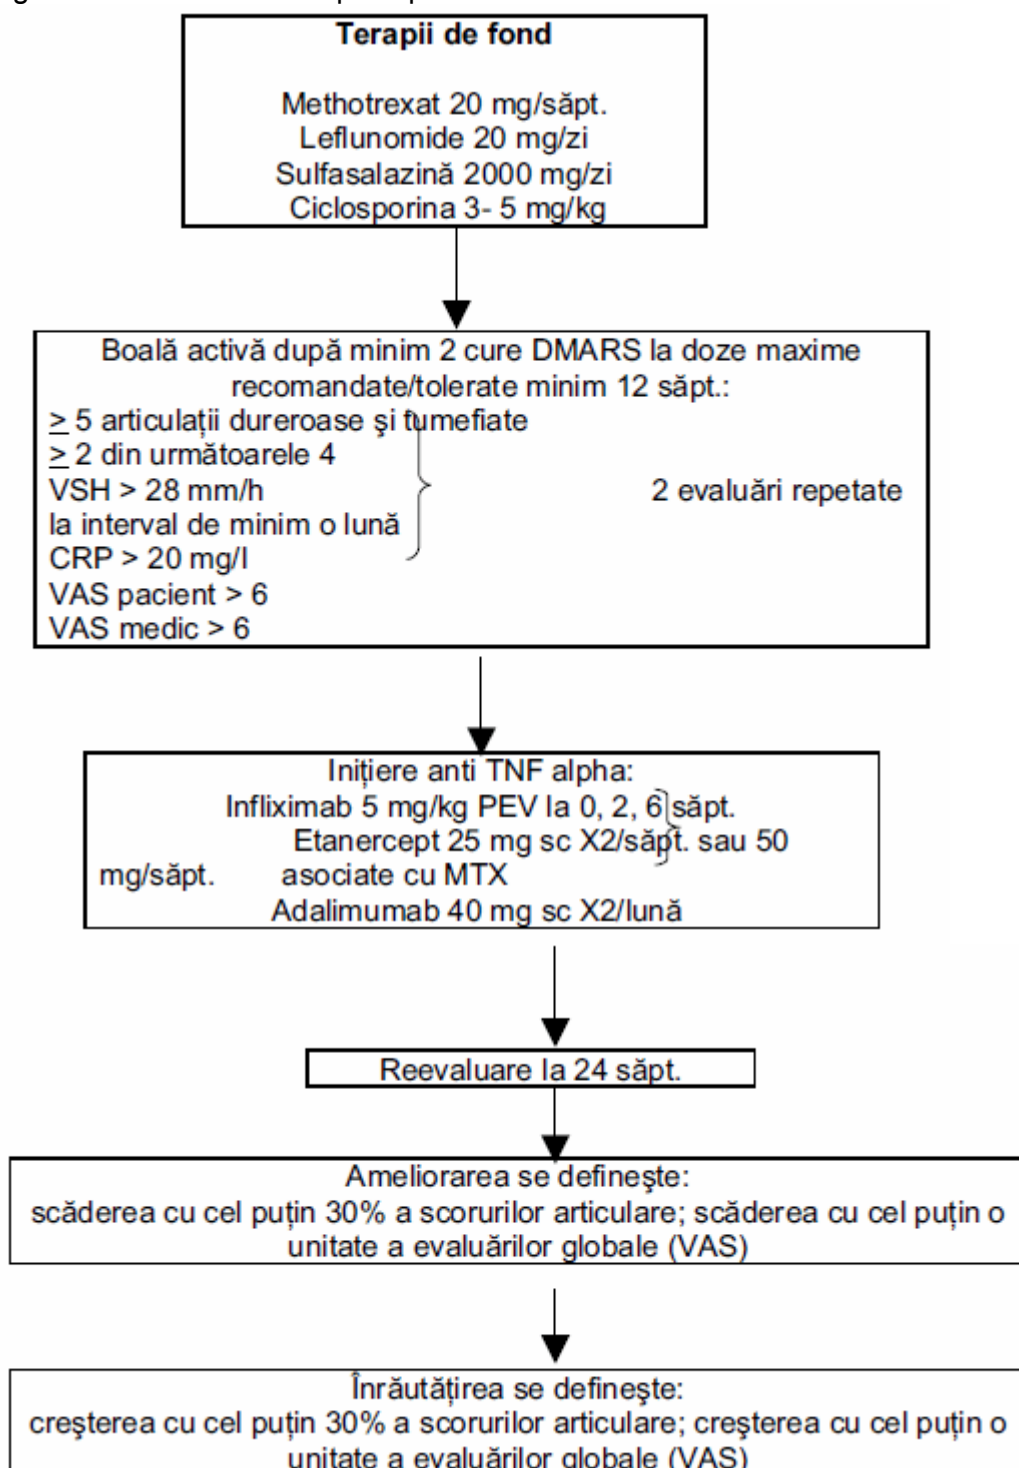 Terapii de fond
Methotrexat 20 mg/săpt.
Leflunomide 20 mg/zi
Sulfasalazină 2000 mg/zi
Ciclosporina 3- 5 mg/kg
Boală activă după minim 2 cure DMARS la doze maxime
recomandate/tolerate minim 12 săpt.:
≥ 5 articulaţii dureroase şi tumefiate
≥ 2 din următoarele 4
VSH > 28 mm/h 2 evaluări repetate
la interval de minim o lună
CRP > 20 mg/l
VAS pacient > 6
VAS medic > 6
Iniţiere anti TNF alpha:
Infliximab 5 mg/kg PEV la 0, 2, 6 săpt.
Etanercept 25 mg sc X2/săpt. sau 50
mg/săpt. asociate cu MTX
Adalimumab 40 mg sc X2/lună
Reevaluare la 24 săpt.
Ameliorarea se defineşte:
scăderea cu cel puţin 30% a scorurilor articulare; scăderea cu cel puţin o
unitate a evaluărilor globale (VAS)
Înrăutăţirea se defineşte:
creşterea cu cel puţin 30% a scorurilor articulare; creşterea cu cel puţin o
unitate a evaluărilor globale (VAS)